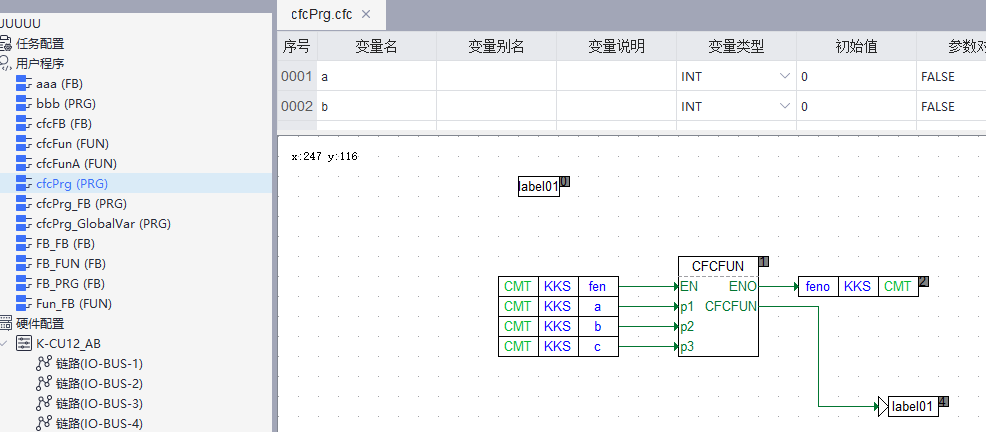 UUUUU
cfcPrg.cfc ×
任务配置
用户程序
aaa (FB)
bbb (PRG)
cfcFB (FB)
cfcFun (FUN)
cfcFunA (FUN)
cfcPrg (PRG)
cfcPrg_FB (PRG)
cfcPrg_GlobalVar (PRG)
FB_FB (FB)
FB_FUN (FB)
FB_PRG (FB)
Fun_FB (FUN)
硬件配置
K-CU12_AB
链路(IO-BUS-1)
链路(IO-BUS-2)
链路(IO-BUS-3)
链路(IO-BUS-4)
序号 变量名 变量别名 变量说明 变量类型 初始值 参数对
0001 a INT 0 FALSE
0002 b INT 0 FALSE
x:247 y:116
label01 0
CFCFUN 1
CMT KKS fen EN ENO feno KKS CMT 2
CMT KKS a p1 CFCFUN
CMT KKS b p2
CMT KKS c p3
label01 4